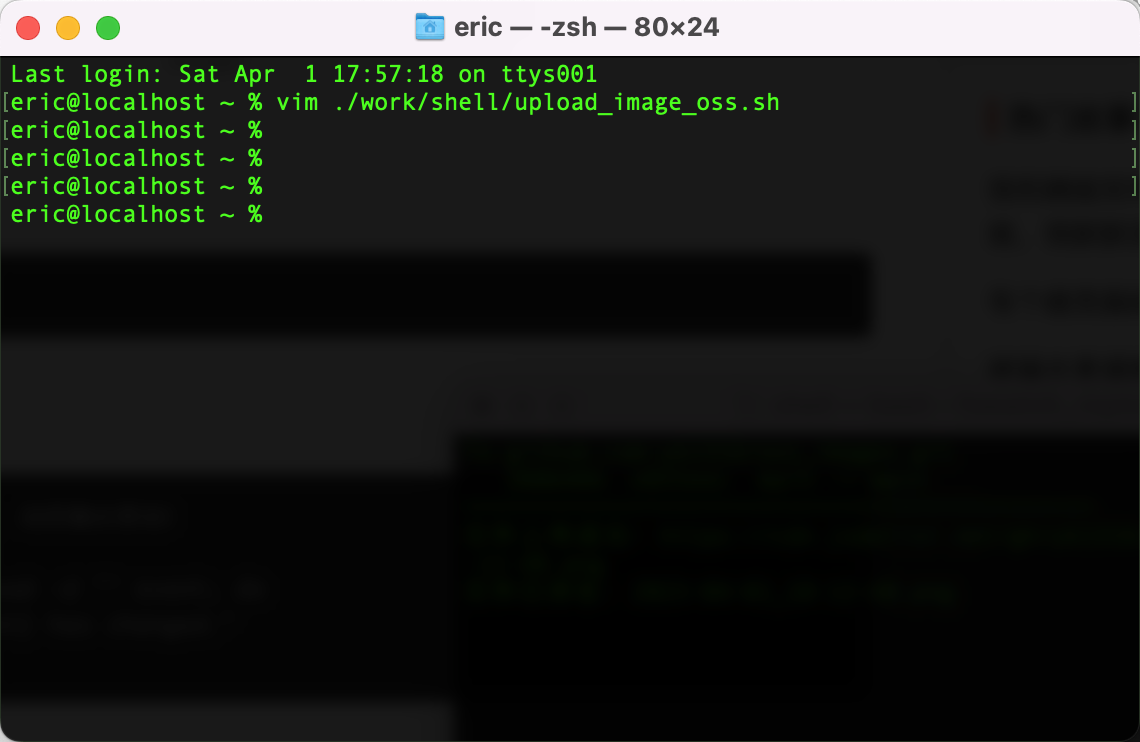 eric — -zsh — 80×24
Last login: Sat Apr  1 17:57:18 on ttys001
[eric@localhost ~ % vim ./work/shell/upload_image_oss.sh ]
[eric@localhost ~ % ]
[eric@localhost ~ % ]
[eric@localhost ~ % ]
eric@localhost ~ %